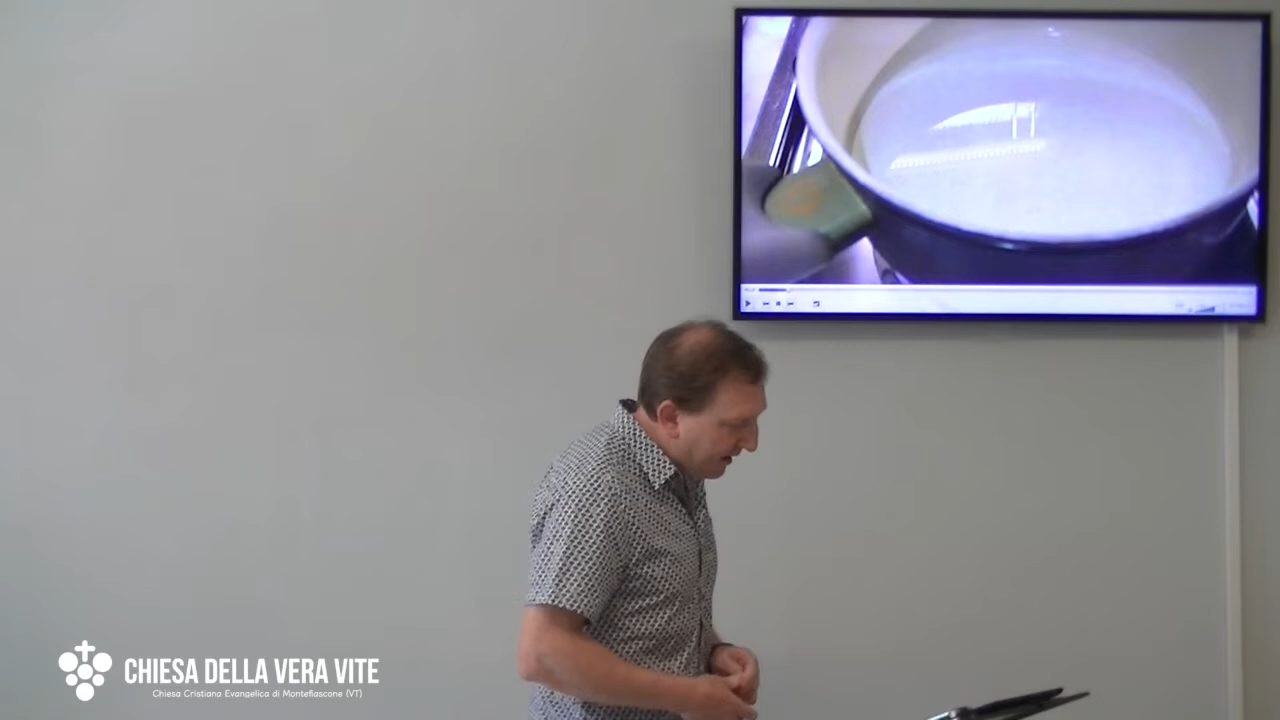 CHIESA DELLA VERA VITE
Chiesa Cristiana Evangelica di Montefiascone (VT)